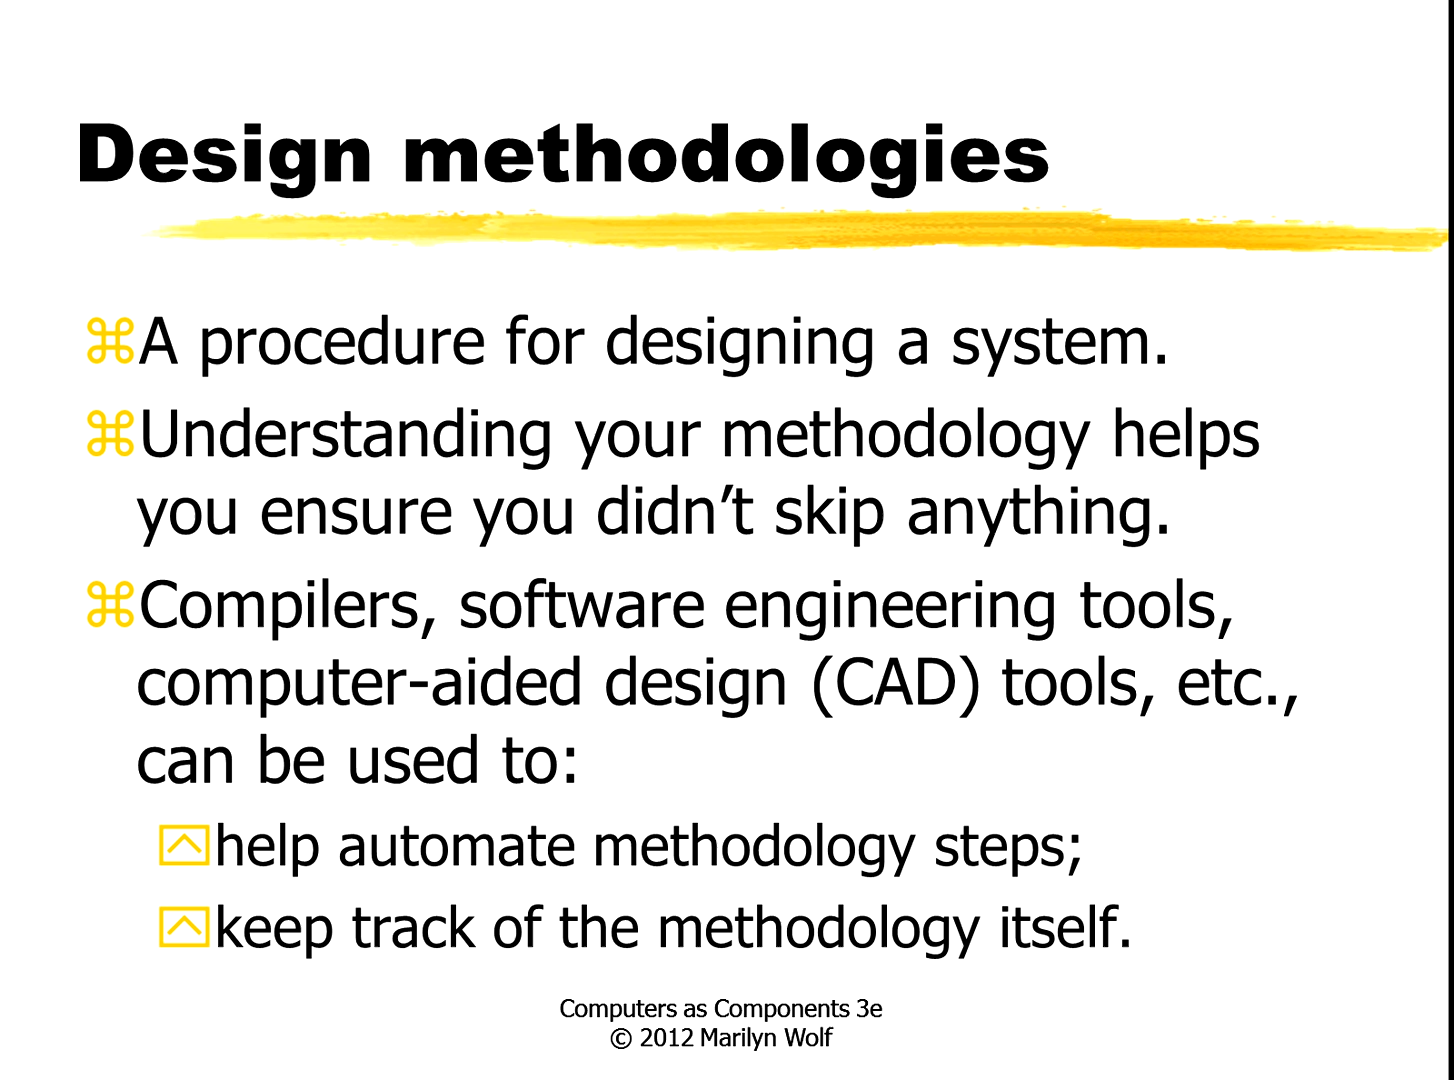 Design methodologies
⌘A procedure for designing a system.
⌘Understanding your methodology helps
you ensure you didn’t skip anything.
⌘Compilers, software engineering tools,
computer-aided design (CAD) tools, etc.,
can be used to:
help automate methodology steps;
keep track of the methodology itself.
Computers as Components 3e
© 2012 Marilyn Wolf